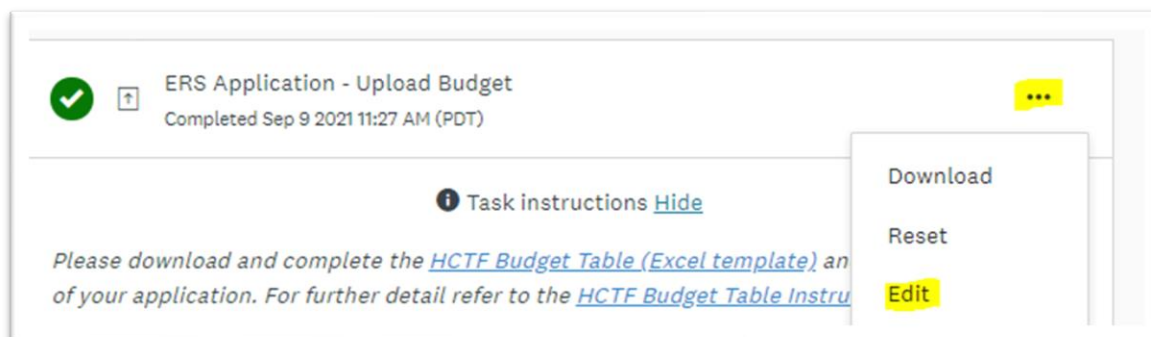 ERS Application - Upload Budget
Completed Sep 9 2021 11:27 AM (PDT)
...
Download
Task instructions Hide
Reset
Please download and complete the HCTF Budget Table (Excel template) an
of your application. For further detail refer to the HCTF Budget Table Instru
Edit